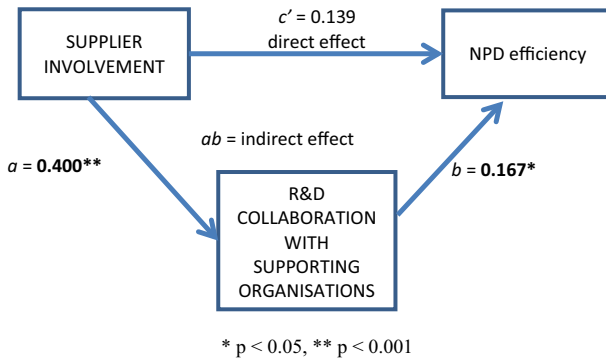 c’ = 0.139
direct effect
SUPPLIER
INVOLVEMENT
NPD efficiency
ab = indirect effect
a = 0.400**
b = 0.167*
R&D
COLLABORATION
WITH
SUPPORTING
ORGANISATIONS
* p < 0.05, ** p < 0.001